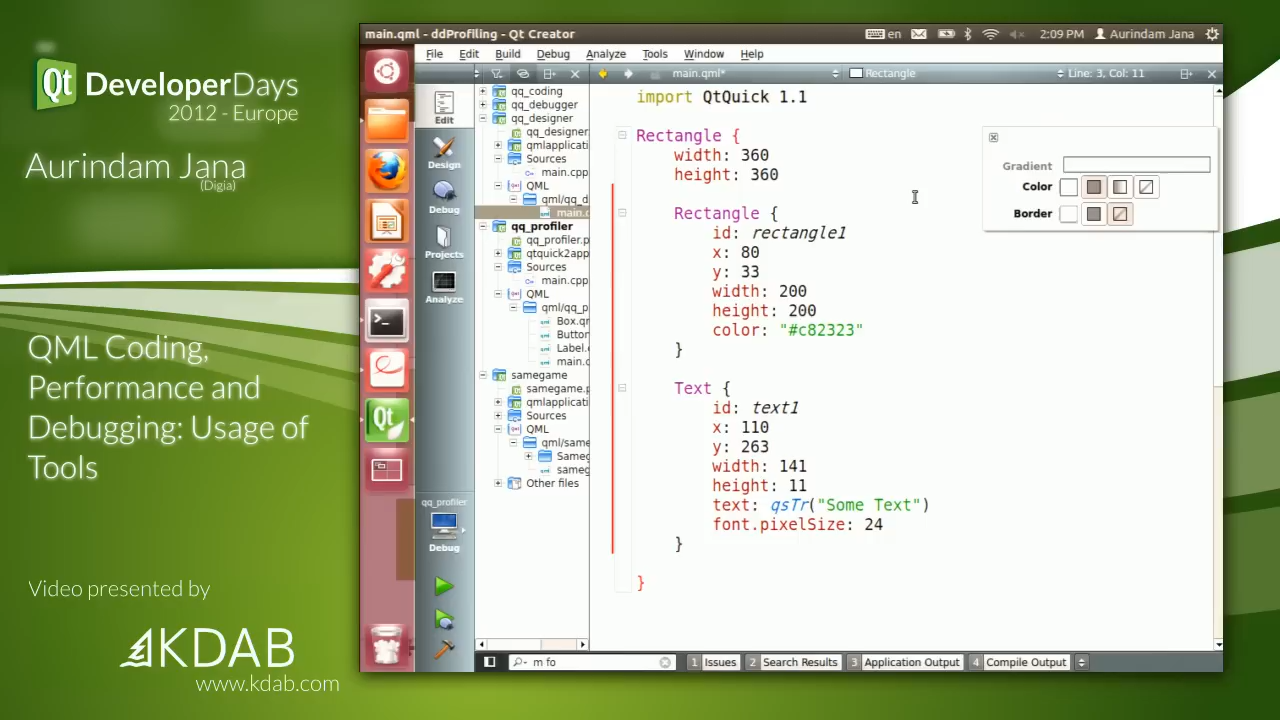 Qt DeveloperDays
2012 - Europe
Aurindam Jana
(Digia)
QML Coding,
Performance and
Debugging: Usage of
Tools
Video presented by
KDAB
www.kdab.com
main.qml - ddProfiling - Qt Creator
en
2:09 PM
Aurindam Jana
File Edit Build Debug Analyze Tools Window Help
main.qml*
Rectangle
Line: 3, Col: 11
Edit
Design
Debug
Projects
Analyze
qq_profiler
Debug
qq_coding
qq_debugger
qq_designer
qq_designer.
qmlapplicati
Sources
main.cpp
QML
qml/qq_d
main.c
qq_profiler
qq_profiler.p
qtquick2app
Sources
main.cpp
QML
qml/qq_p
Box.qr
Button
Label.
main.c
samegame
samegame.p
qmlapplicati
Sources
QML
qml/same
Same
sameg
Other files
import QtQuick 1.1
Rectangle {
width: 360
height: 360
Rectangle {
id: rectangle1
x: 80
y: 33
width: 200
height: 200
color: "#c82323"
}
Text {
id: text1
x: 110
y: 263
width: 141
height: 11
text: qsTr("Some Text")
font.pixelSize: 24
}
}
Gradient
Color
Border
m fo
1 Issues
2 Search Results
3 Application Output
4 Compile Output